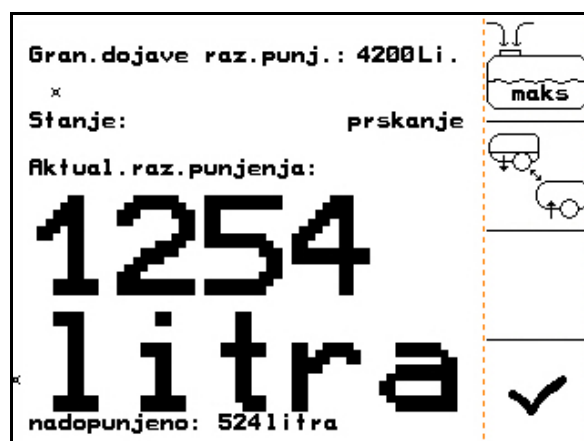 Gran.dojave raz.punj.: 4200Li.
maks
Stanje: prskanje
Aktual.raz.punjenja:
1254
litra
nadopunjeno: 524litra